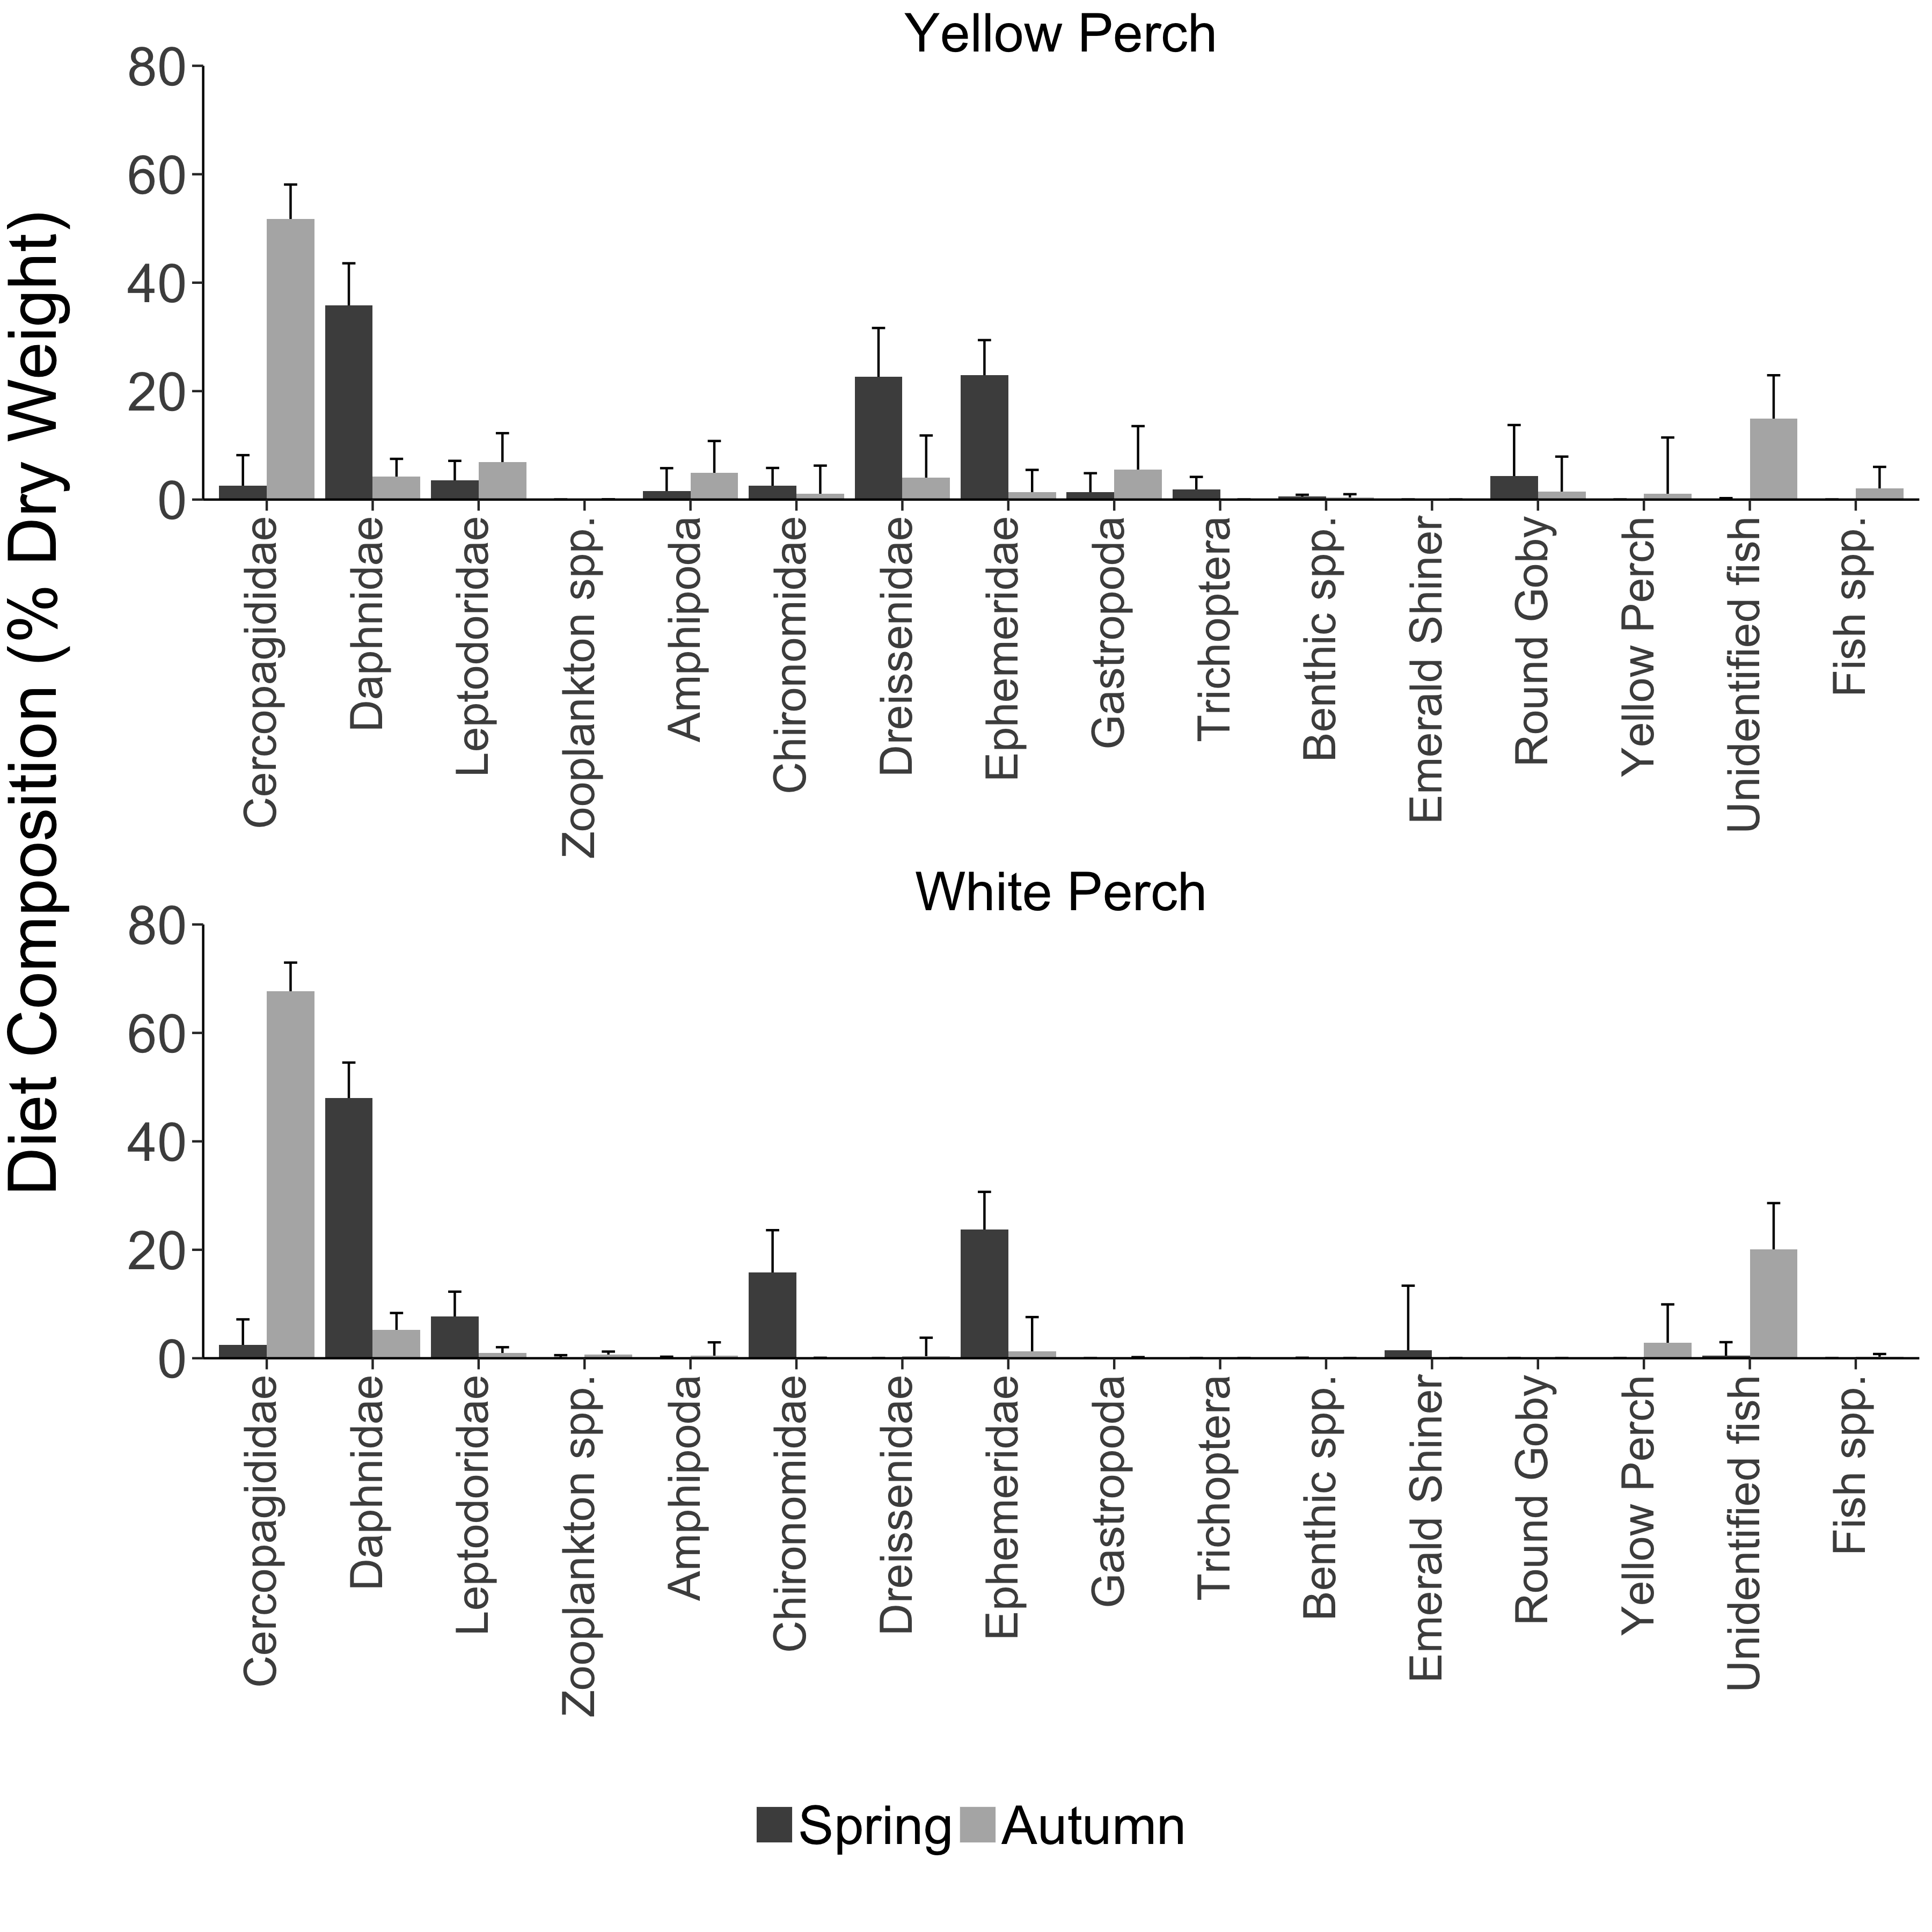 Yellow Perch
Diet Composition (% Dry Weight)
80
60
40
20
0
Cercopagididae
Daphnidae
Leptodoridae
Zooplankton spp.
Amphipoda
Chironomidae
Dreissenidae
Ephemeridae
Gastropoda
Trichoptera
Benthic spp.
Emerald Shiner
Round Goby
Yellow Perch
Unidentified fish
Fish spp.
White Perch
80
60
40
20
0
Cercopagididae
Daphnidae
Leptodoridae
Zooplankton spp.
Amphipoda
Chironomidae
Dreissenidae
Ephemeridae
Gastropoda
Trichoptera
Benthic spp.
Emerald Shiner
Round Goby
Yellow Perch
Unidentified fish
Fish spp.
Spring Autumn